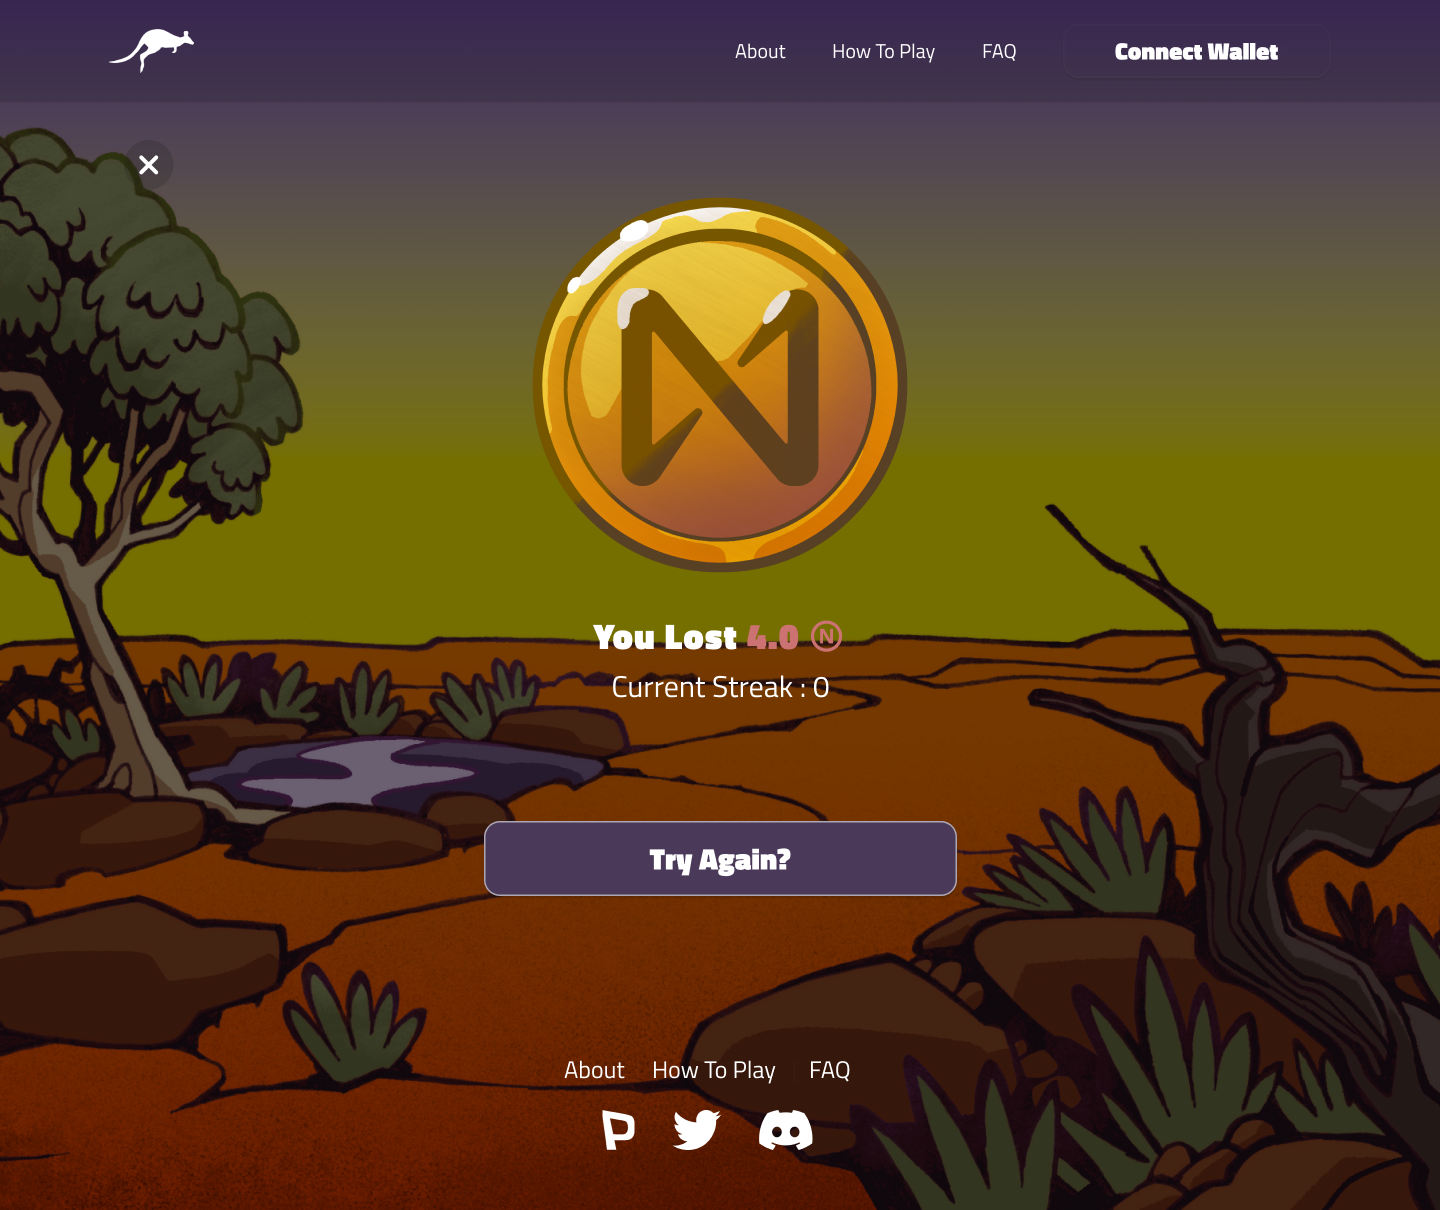 About How To Play FAQ Connect Wallet
You Lost 4.0 N
Current Streak : 0
Try Again?
About How To Play FAQ